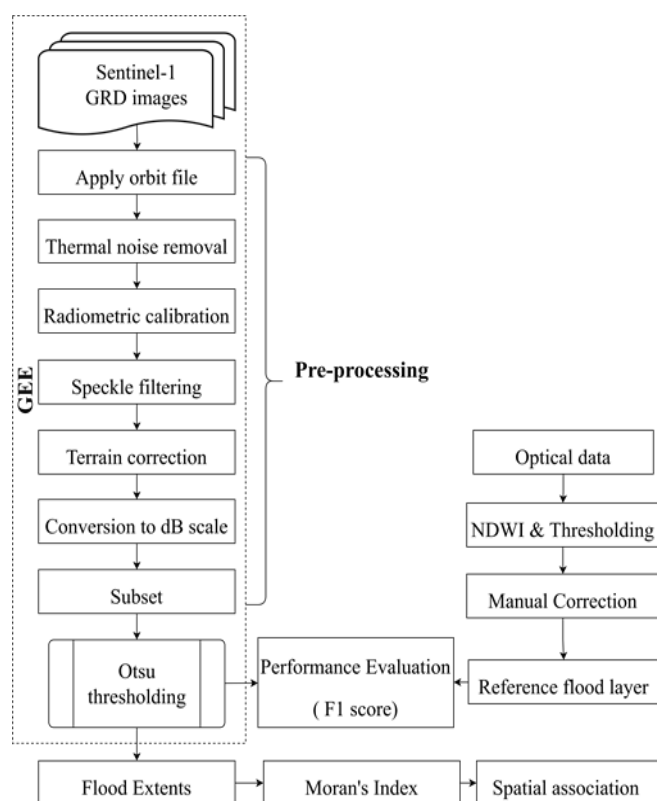 Sentinel-1
GRD images
Apply orbit file
Thermal noise removal
Radiometric calibration
Speckle filtering
Terrain correction
Conversion to dB scale
Subset
Otsu
thresholding
GEE
Pre-processing
Optical data
NDWI & Thresholding
Manual Correction
Reference flood layer
Performance Evaluation
( F1 score)
Flood Extents
Moran's Index
Spatial association